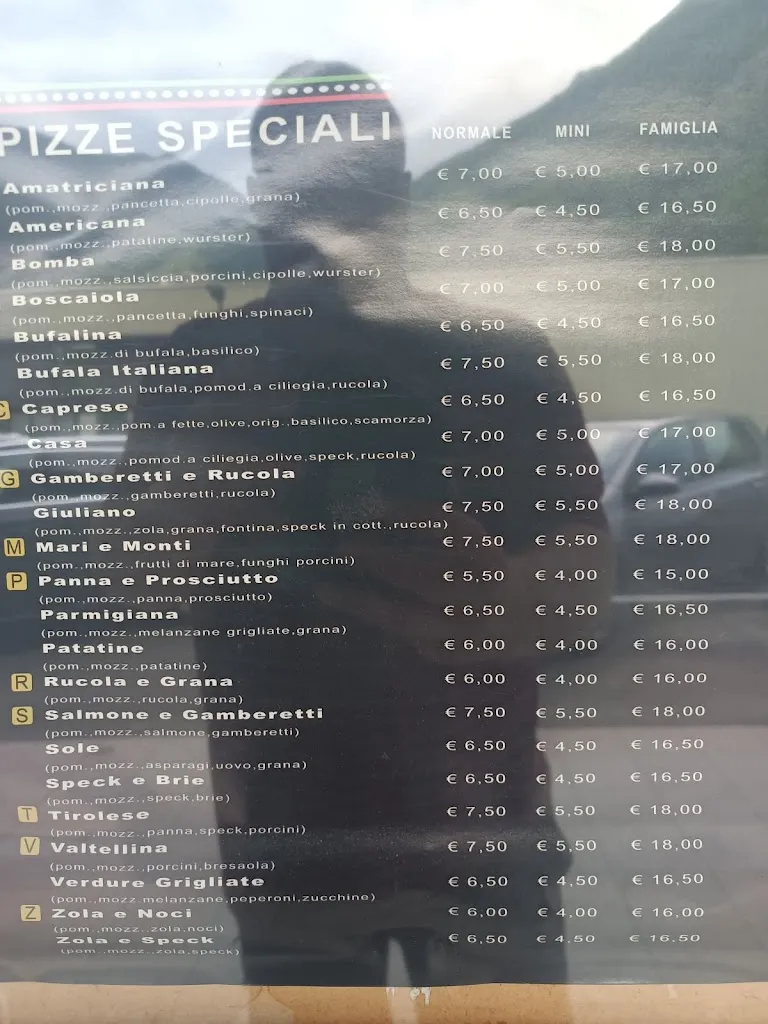 PIZZE SPECIALI NORMALE MINI FAMIGLIA
Amatriciana € 7,00 € 5,00 € 17,00
(pom.,mozz.,pancetta,cipolle,grana)
Americana € 6,50 € 4,50 € 16,50
(pom.,mozz.,patatine,wurster)
Bomba € 7,50 € 5,50 € 18,00
(pom.,mozz.,salsiccia,porcini,cipolle,wurster)
Boscaiola € 7,00 € 5,00 € 17,00
(pom.,mozz.,pancetta,funghi,spinaci)
Bufalina € 6,50 € 4,50 € 16,50
(pom.,mozz.di bufala,basilico)
Bufala Italiana € 7,50 € 5,50 € 18,00
(pom.,mozz.di bufala,pomod.a ciliegia,rucola)
C Caprese € 6,50 € 4,50 € 16,50
(pom.,mozz.,pom.a fette,olive,orig.,basilico,scamorza)
Casa € 7,00 € 5,00 € 17,00
(pom.,mozz.,pomod.a ciliegia,olive,speck,rucola)
G Gamberetti e Rucola € 7,00 € 5,00 € 17,00
(pom.,mozz.,gamberetti,rucola)
Giuliano € 7,50 € 5,50 € 18,00
(pom.,mozz.,zola,grana,fontina,speck in cott.,rucola)
M Mari e Monti € 7,50 € 5,50 € 18,00
(pom.,mozz.,frutti di mare,funghi porcini)
P Panna e Prosciutto € 5,50 € 4,00 € 15,00
(pom.,mozz.,panna,prosciutto)
Parmigiana € 6,50 € 4,50 € 16,50
(pom.,mozz.,melanzane grigliate,grana)
Patatine € 6,00 € 4,00 € 16,00
(pom.,mozz.,patatine)
R Rucola e Grana € 6,00 € 4,00 € 16,00
(pom.,mozz.,rucola,grana)
S Salmone e Gamberetti € 7,50 € 5,50 € 18,00
(pom.,mozz.,salmone,gamberetti)
Sole € 6,50 € 4,50 € 16,50
(pom.,mozz.,asparagi,uovo,grana)
Speck e Brie € 6,50 € 4,50 € 16,50
(pom.,mozz.,speck,brie)
T Tirolese € 7,50 € 5,50 € 18,00
(pom.,mozz.,panna,speck,porcini)
V Valtellina € 7,50 € 5,50 € 18,00
(pom.,mozz.,porcini,bresaola)
Verdure Grigliate € 6,50 € 4,50 € 16,50
(pom.,mozz.melanzane,peperoni,zucchine)
Z Zola e Noci € 6,00 € 4,00 € 16,00
(pom.,mozz.,zola,noci)
Zola e Speck € 6,50 € 4,50 € 16,50
(pom.,mozz.,zola,speck)